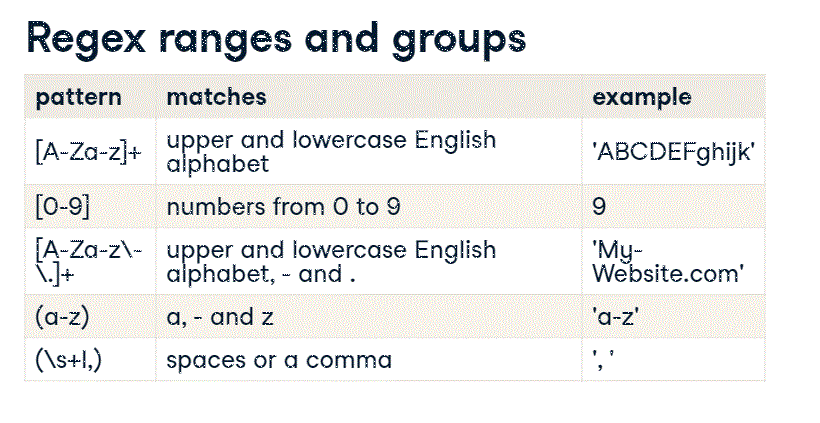 Regex ranges and groups
pattern matches example
[A-Za-z]+ upper and lowercase English alphabet 'ABCDEFghijk'
[0-9] numbers from 0 to 9 9
[A-Za-z\-\.]+ upper and lowercase English alphabet, - and . 'My-Website.com'
(a-z) a, - and z 'a-z'
(\s+l,) spaces or a comma ', '